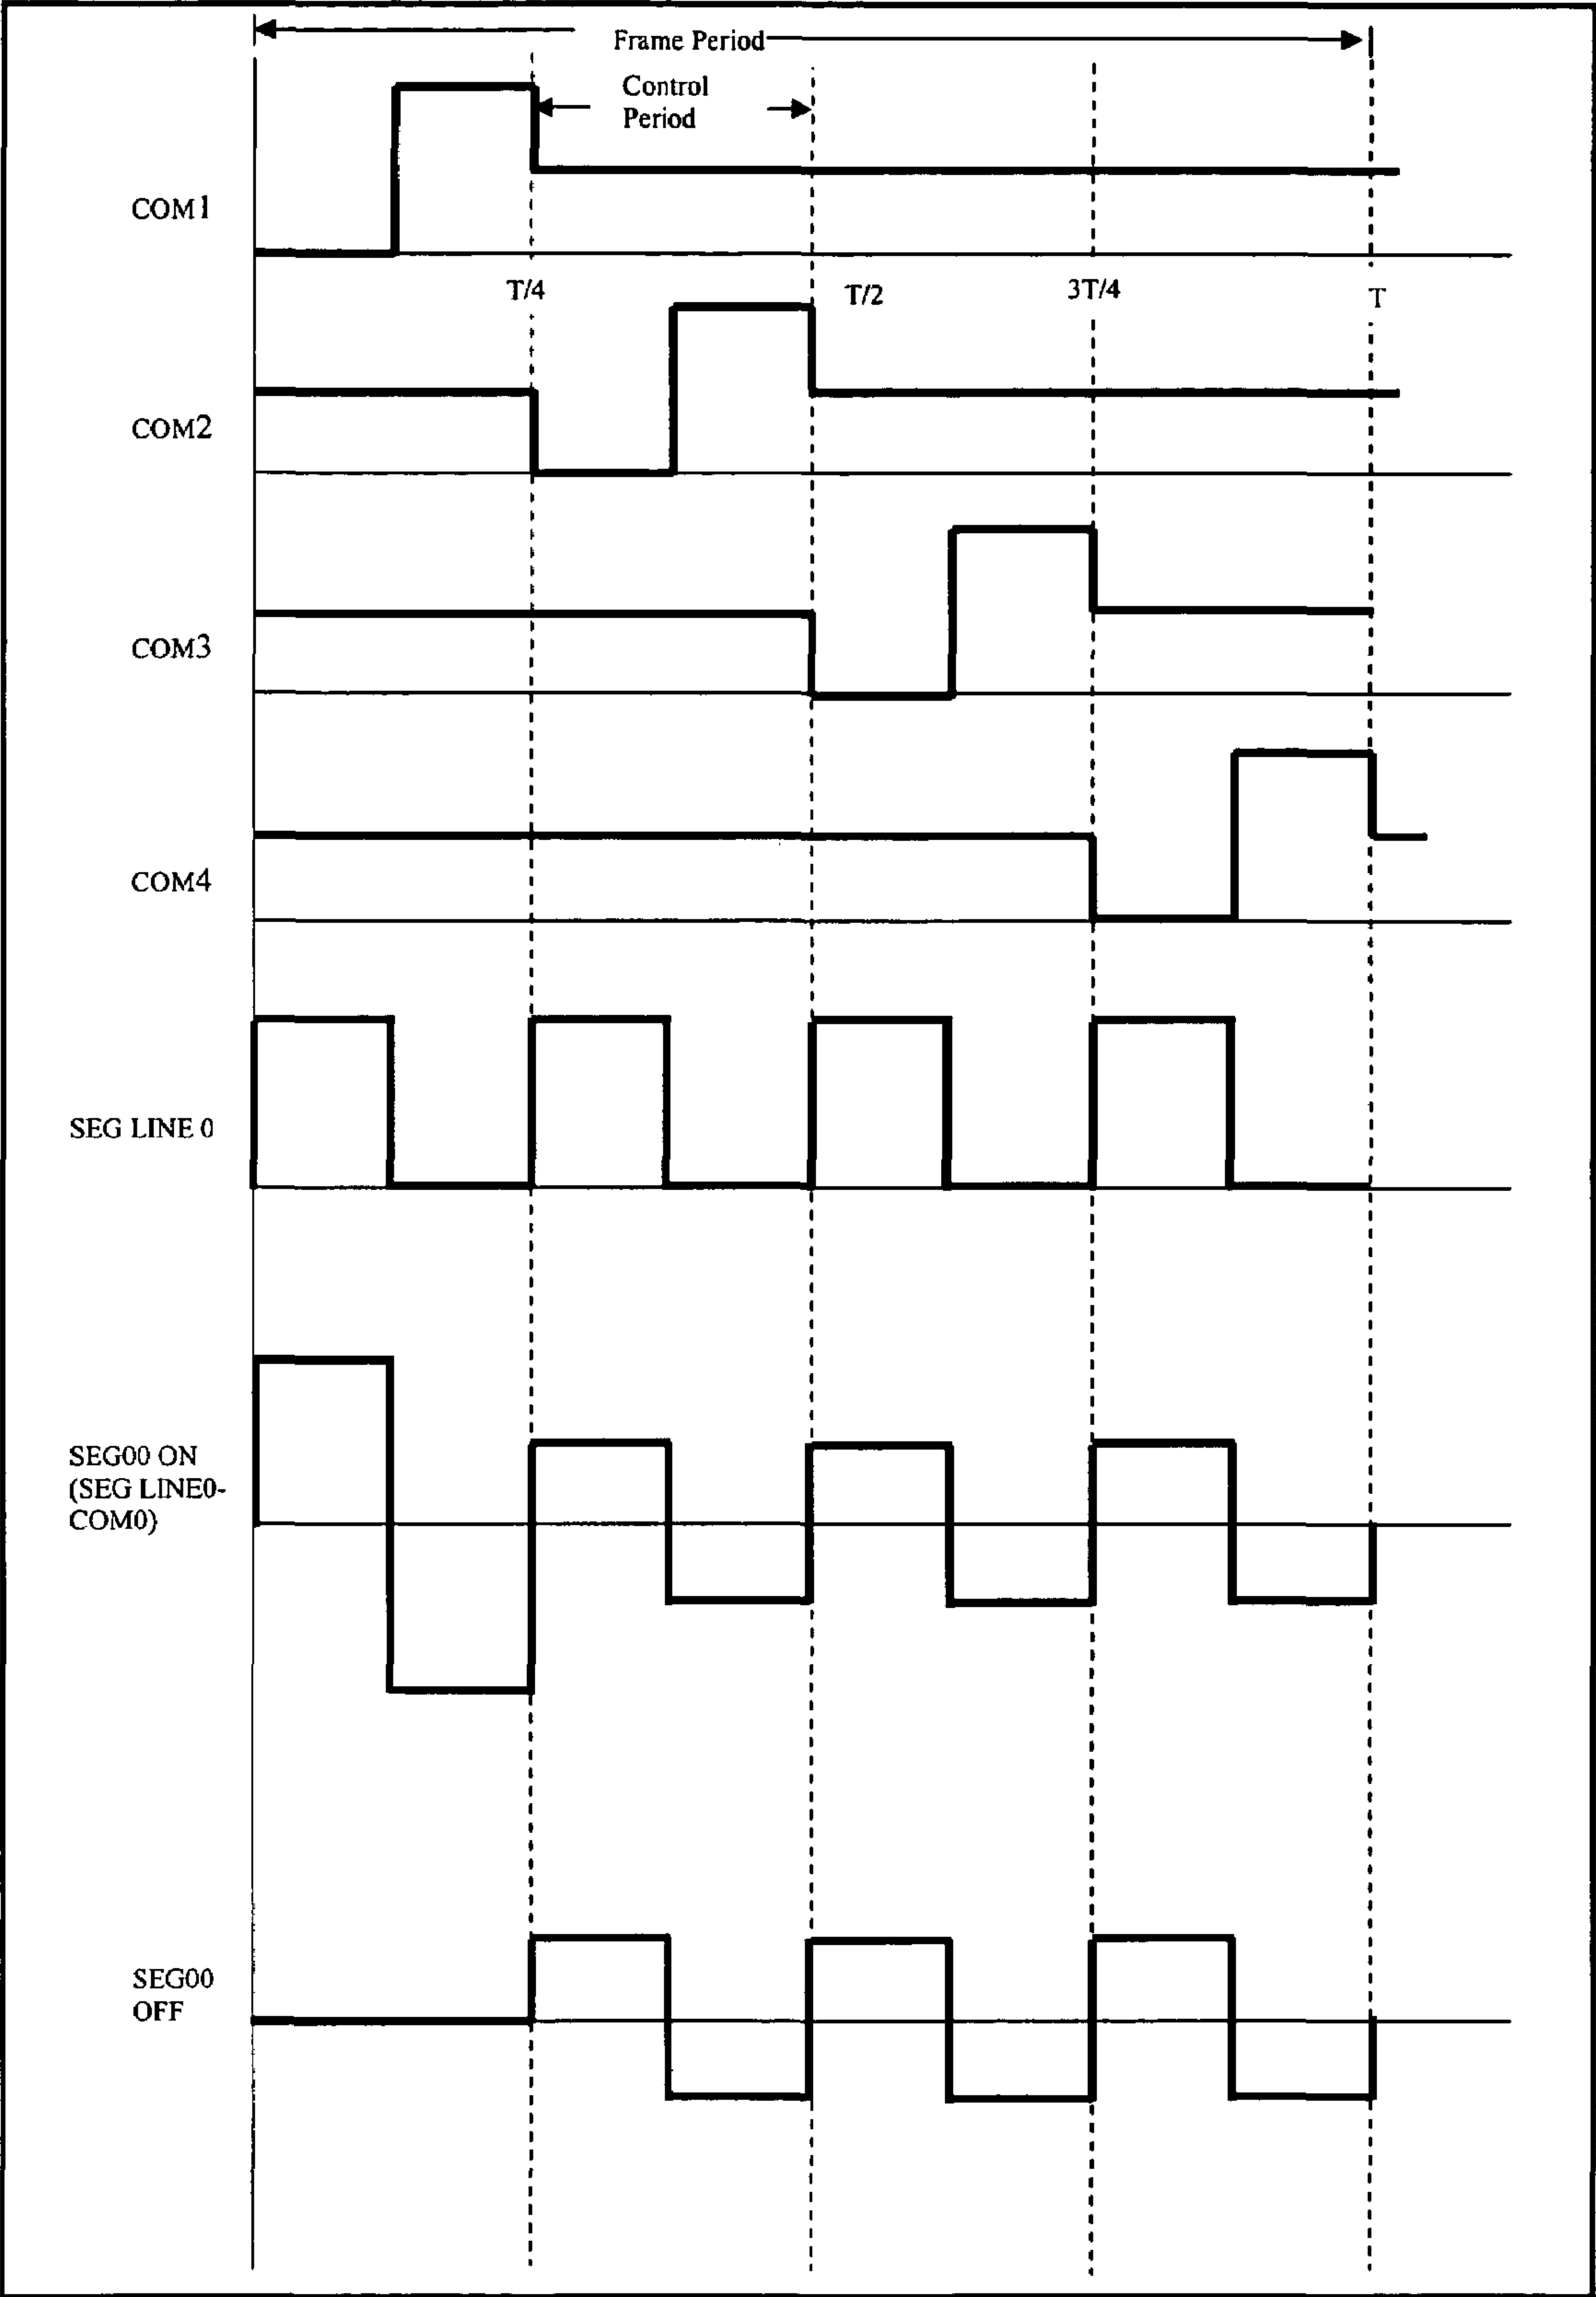 Frame Period
Control
Period
COM1
T/4
T/2
3T/4
T
COM2
COM3
COM4
SEG LINE 0
SEG00 ON
(SEG LINE0-
COM0)
SEG00
OFF